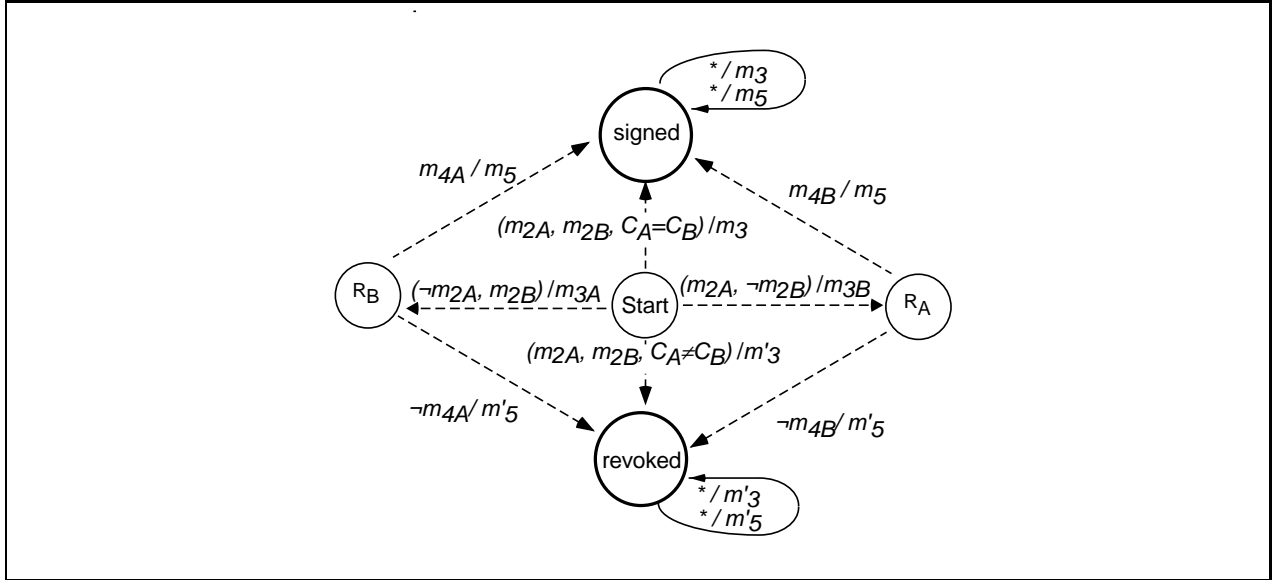 * / m3
* / m5
signed
m4A / m5
m4B / m5
(m2A, m2B, CA=CB) / m3
RB
(¬m2A, m2B) / m3A
Start
(m2A, ¬m2B) / m3B
RA
(m2A, m2B, CA≠CB) / m'3
¬m4A / m'5
¬m4B / m'5
revoked
* / m'3
* / m'5